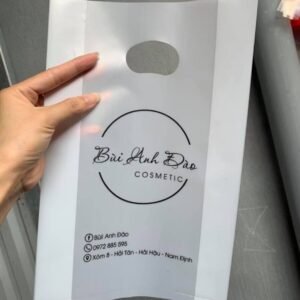 Bùi Anh Đào
COSMETIC
Bùi Anh Đào
0972 885 595
Xóm 8 - Hải Tân - Hải Hậu - Nam Định